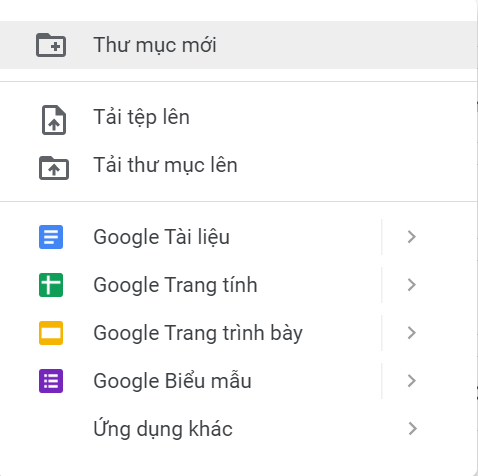 Thư mục mới
Tải tệp lên
Tải thư mục lên
Google Tài liệu
Google Trang tính
Google Trang trình bày
Google Biểu mẫu
Ứng dụng khác